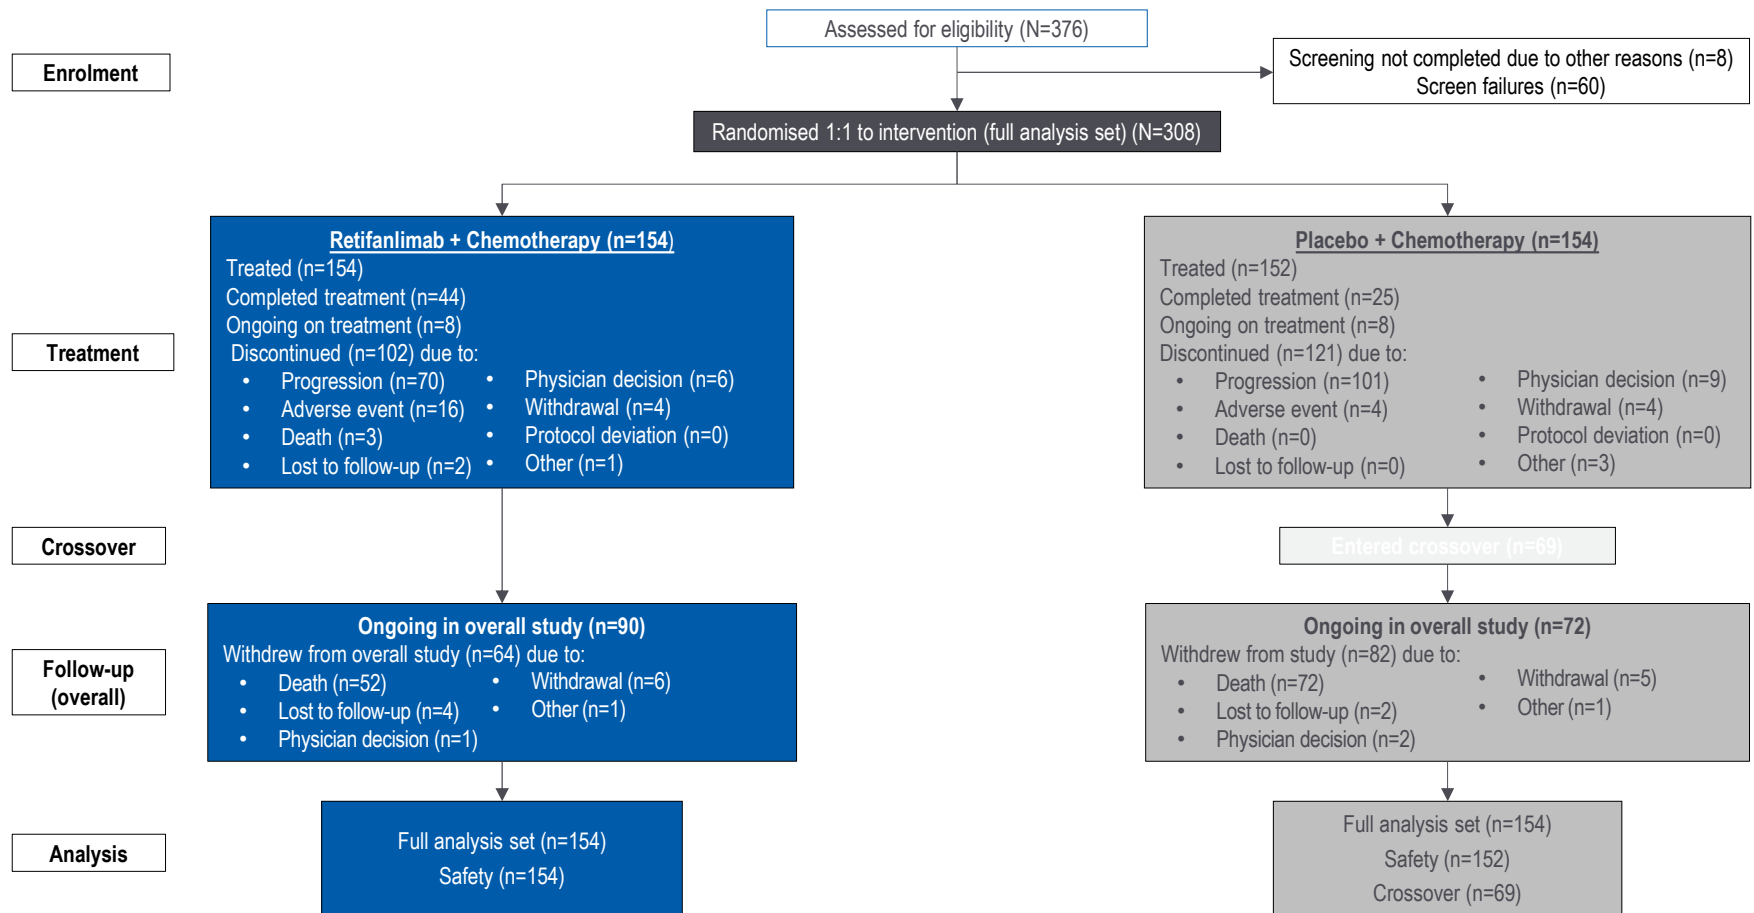 Assessed for eligibility (N=376)
Enrolment
Screening not completed due to other reasons (n=8)
Screen failures (n=60)
Randomised 1:1 to intervention (full analysis set) (N=308)
Treatment
Retifanlimab + Chemotherapy (n=154)
Treated (n=154)
Completed treatment (n=44)
Ongoing on treatment (n=8)
Discontinued (n=102) due to:
• Progression (n=70)
• Adverse event (n=16)
• Death (n=3)
• Lost to follow-up (n=2)
• Physician decision (n=6)
• Withdrawal (n=4)
• Protocol deviation (n=0)
• Other (n=1)
Placebo + Chemotherapy (n=154)
Treated (n=152)
Completed treatment (n=25)
Ongoing on treatment (n=8)
Discontinued (n=121) due to:
• Progression (n=101)
• Adverse event (n=4)
• Death (n=0)
• Lost to follow-up (n=0)
• Physician decision (n=9)
• Withdrawal (n=4)
• Protocol deviation (n=0)
• Other (n=3)
Crossover
Entered crossover (n=69)
Follow-up
(overall)
Ongoing in overall study (n=90)
Withdrew from overall study (n=64) due to:
• Death (n=52)
• Lost to follow-up (n=4)
• Physician decision (n=1)
• Withdrawal (n=6)
• Other (n=1)
Ongoing in overall study (n=72)
Withdrew from study (n=82) due to:
• Death (n=72)
• Lost to follow-up (n=2)
• Physician decision (n=2)
• Withdrawal (n=5)
• Other (n=1)
Analysis
Full analysis set (n=154)
Safety (n=154)
Full analysis set (n=154)
Safety (n=152)
Crossover (n=69)